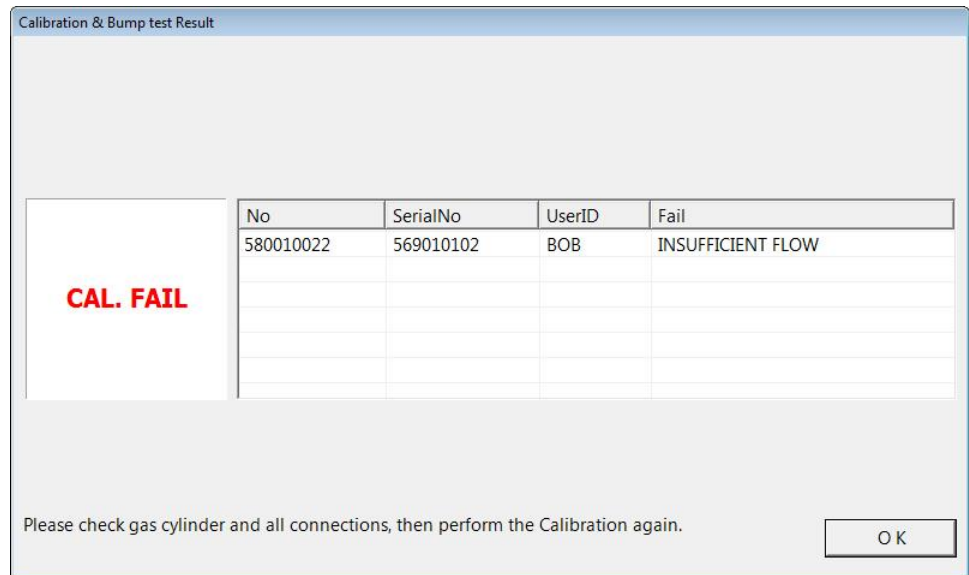 Calibration & Bump test Result
No SerialNo UserID Fail
580010022 569010102 BOB INSUFFICIENT FLOW
CAL. FAIL
Please check gas cylinder and all connections, then perform the Calibration again.
O K